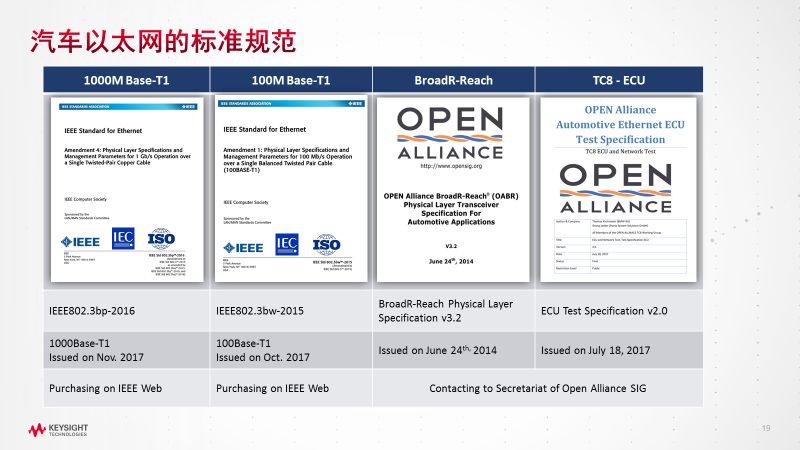 汽车以太网的标准规范
1000M Base-T1
100M Base-T1
BroadR-Reach
TC8 - ECU
IEEE STANDARDS ASSOCIATION
IEEE
IEEE Standard for Ethernet
Amendment 4: Physical Layer Specifications and
Management Parameters for 1 Gb/s Operation over
a Single Twisted-Pair Copper Cable
IEEE Computer Society
Sponsored by the
LAN/MAN Standards Committee
IEEE
IEC
ISO
IEEE STANDARDS ASSOCIATION
IEEE
IEEE Standard for Ethernet
Amendment 1: Physical Layer Specifications and
Management Parameters for 100 Mb/s Operation
over a Single Balanced Twisted Pair Cable
(100BASE-T1)
IEEE Computer Society
Sponsored by the
LAN/MAN Standards Committee
IEEE
IEC
ISO
OPEN
ALLIANCE
http://www.opensig.org
OPEN Alliance BroadR-Reach® (OABR)
Physical Layer Transceiver
Specification For
Automotive Applications
V3.2
June 24th, 2014
OPEN Alliance
Automotive Ethernet ECU
Test Specification
TC8 ECU and Network Test
OPEN
ALLIANCE
IEEE802.3bp-2016
IEEE802.3bw-2015
BroadR-Reach Physical Layer
Specification v3.2
ECU Test Specification v2.0
1000Base-T1
Issued on Nov. 2017
100Base-T1
Issued on Oct. 2017
Issued on June 24th, 2014
Issued on July 18, 2017
Purchasing on IEEE Web
Purchasing on IEEE Web
Contacting to Secretariat of Open Alliance SIG
KEYSIGHT
TECHNOLOGIES
19